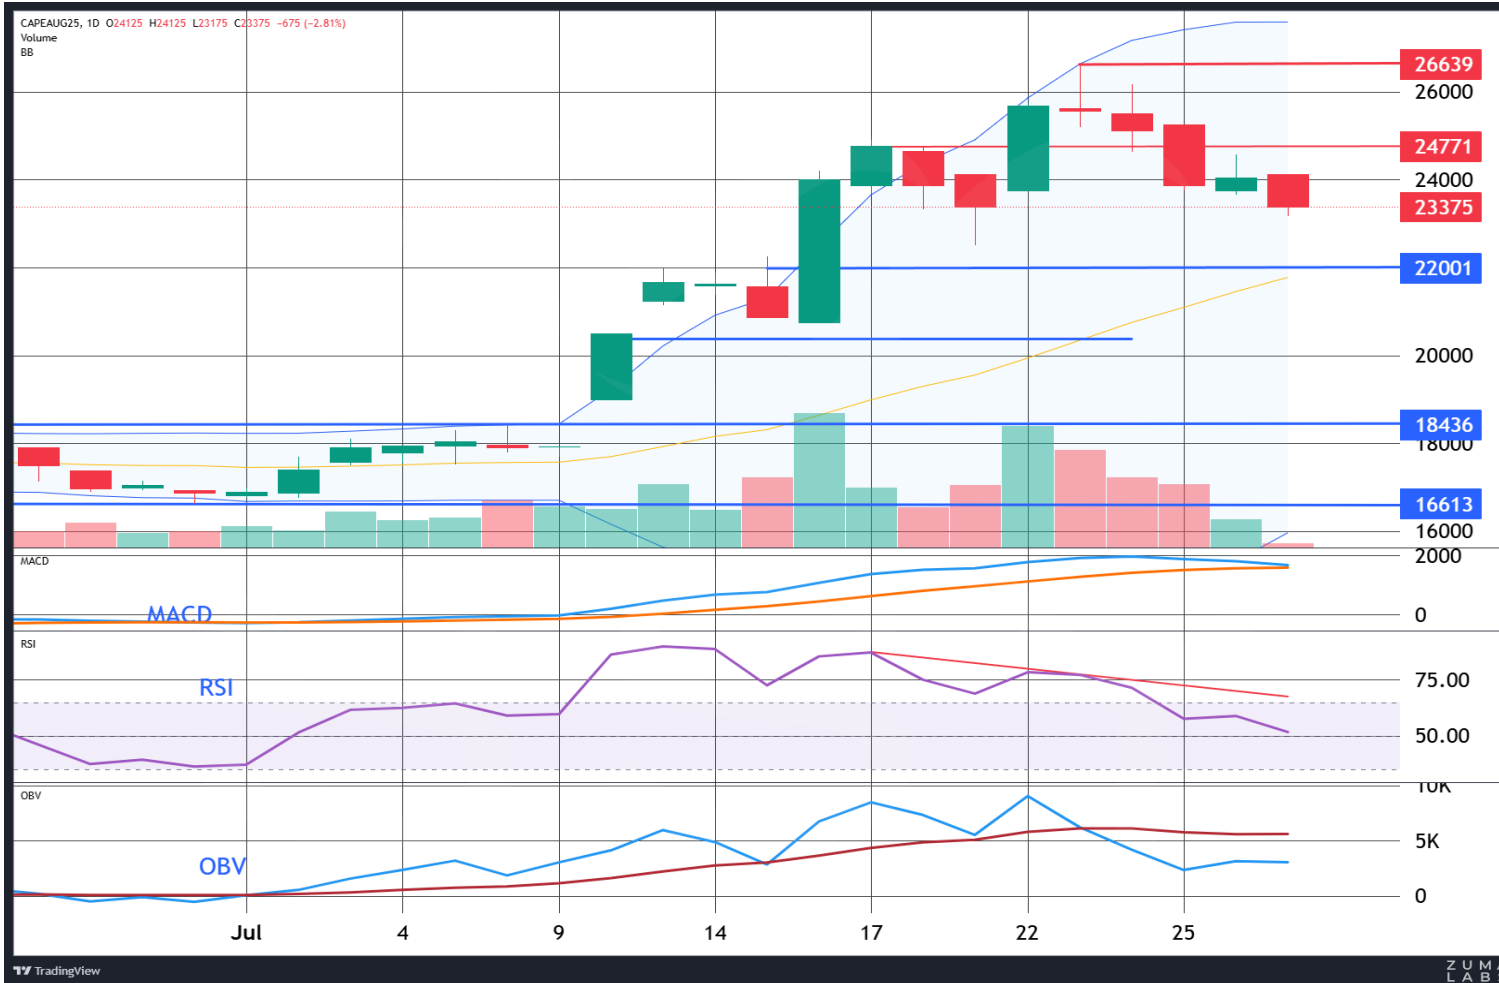 CAPEAUG25, 1D O24125 H24125 L23175 C23375 −675 (−2.81%)
Volume
BB
26639
26000
24771
24000
23375
22001
20000
18436
18000
16613
16000
MACD
2000
MACD
0
RSI
RSI
75.00
50.00
OBV
10K
5K
OBV
0
Jul 4 9 14 17 22 25
TradingView
ZUMA
LABS